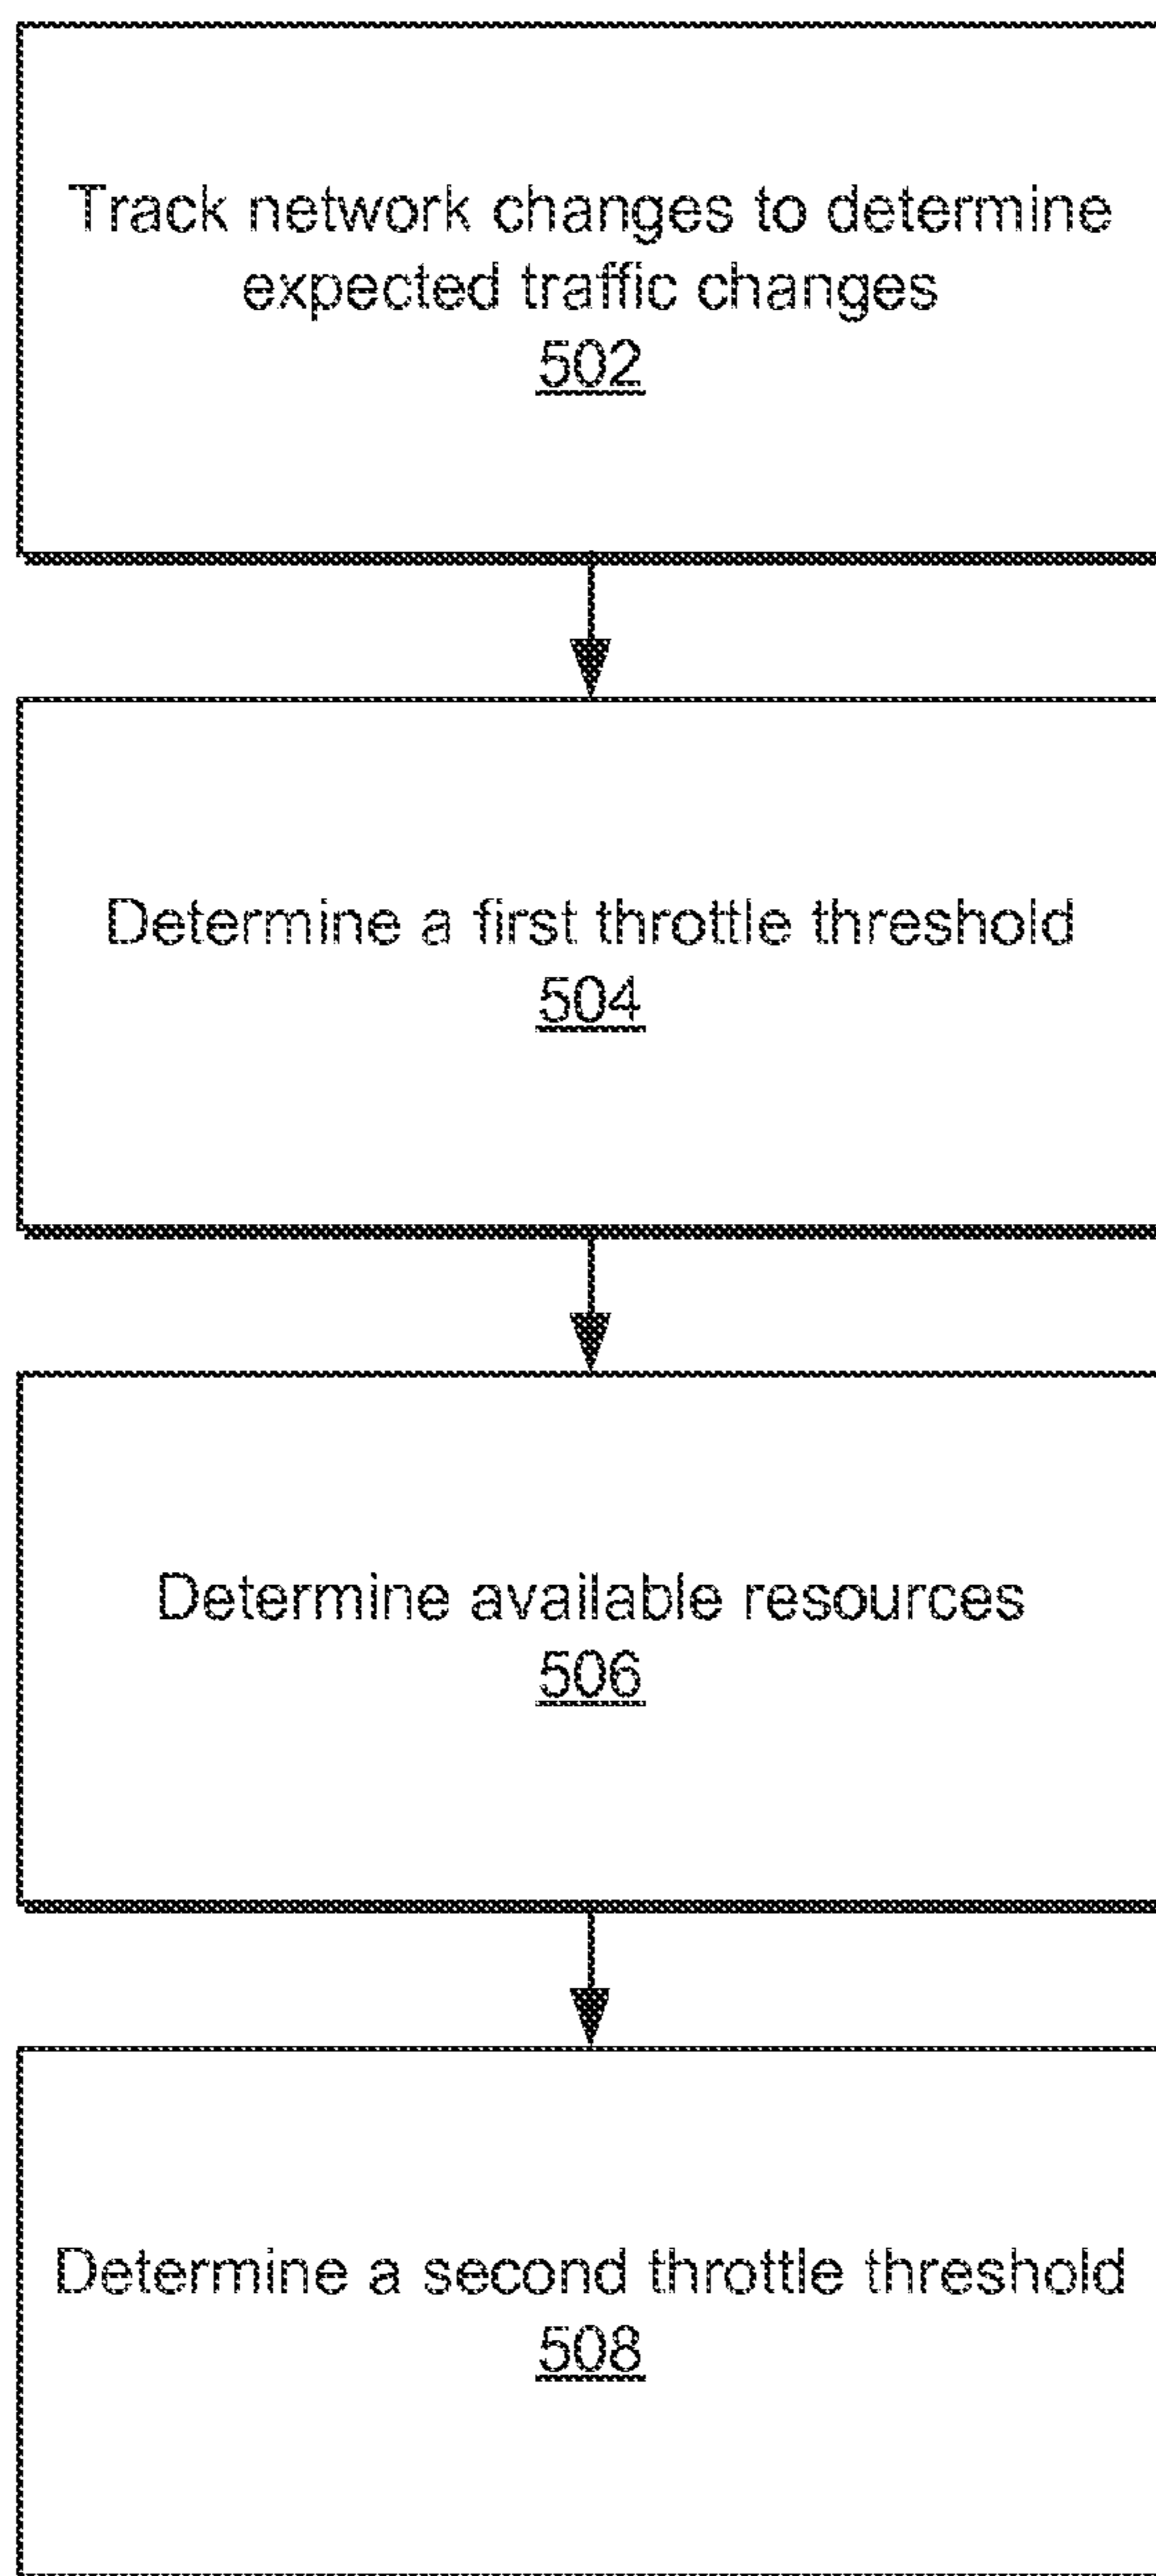 Track network changes to determine
expected traffic changes
502
Determine a first throttle threshold
504
Determine available resources
506
Determine a second throttle threshold
508